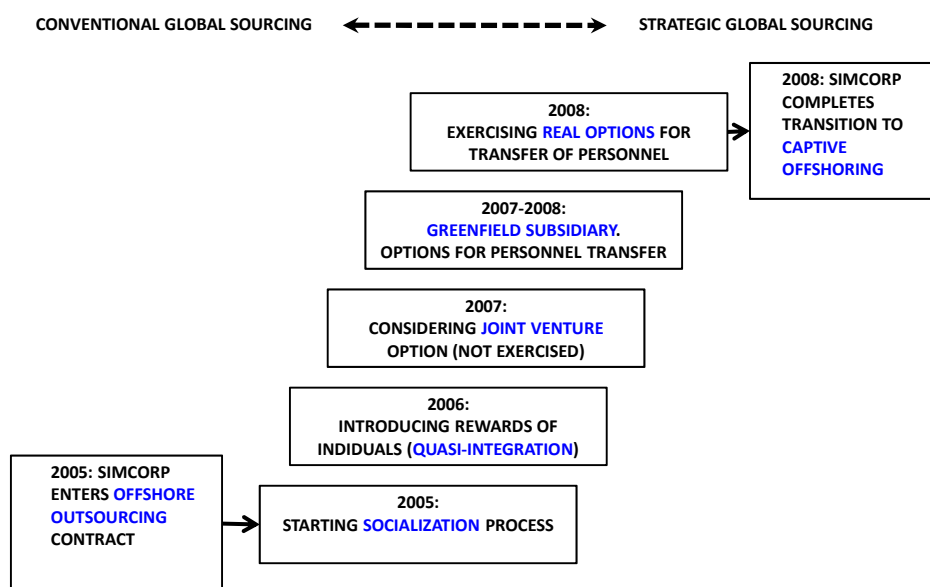 CONVENTIONAL GLOBAL SOURCING
STRATEGIC GLOBAL SOURCING
2008: SIMCORP
COMPLETES
TRANSITION TO
CAPTIVE
OFFSHORING
2008:
EXERCISING REAL OPTIONS FOR
TRANSFER OF PERSONNEL
2007-2008:
GREENFIELD SUBSIDIARY.
OPTIONS FOR PERSONNEL TRANSFER
2007:
CONSIDERING JOINT VENTURE
OPTION (NOT EXERCISED)
2006:
INTRODUCING REWARDS OF
INDIDUALS (QUASI-INTEGRATION)
2005: SIMCORP
ENTERS OFFSHORE
OUTSOURCING
CONTRACT
2005:
STARTING SOCIALIZATION PROCESS